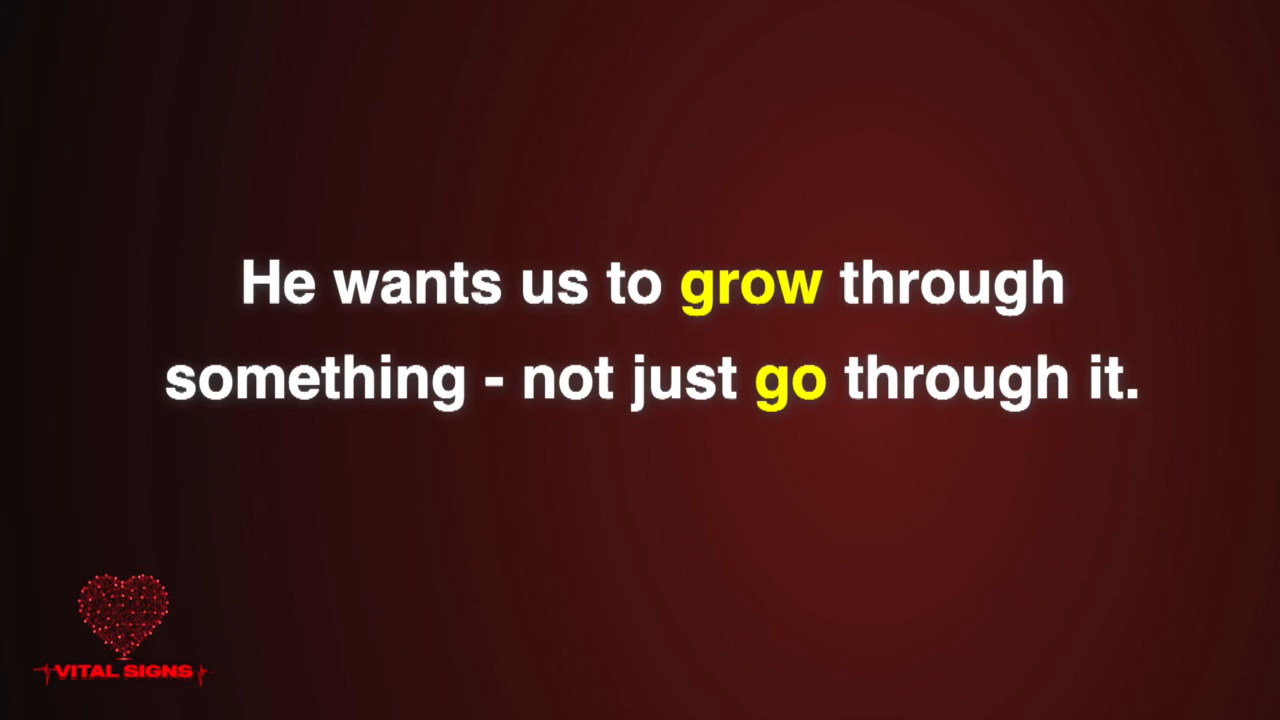 He wants us to grow through
something - not just go through it.
VITAL SIGNS